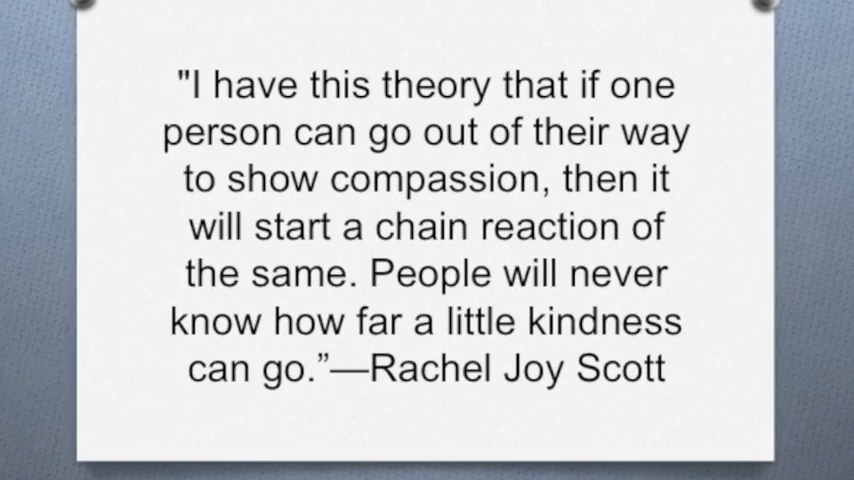 "I have this theory that if one
person can go out of their way
to show compassion, then it
will start a chain reaction of
the same. People will never
know how far a little kindness
can go.”—Rachel Joy Scott